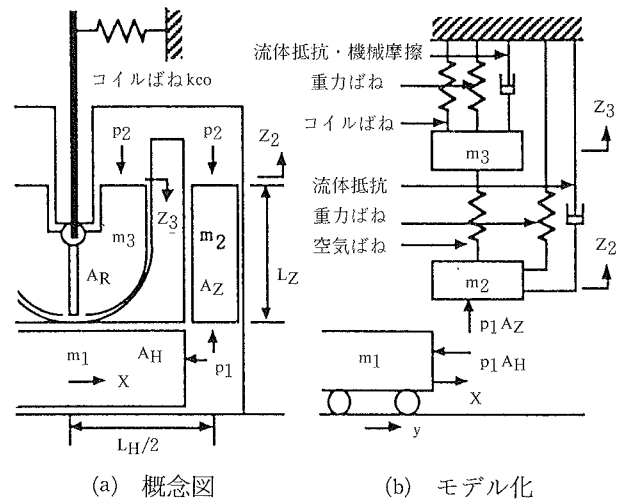 コイルばねkco
p2
p2
Z2
Z3
m3
m2
AR
AZ
LZ
m1
AH
X
p1
LH/2
(a) 概念図
流体抵抗・機械摩擦
重力ばね
コイルばね
m3
Z3
流体抵抗
重力ばね
空気ばね
m2
Z2
p1AZ
p1AH
m1
X
y
(b) モデル化